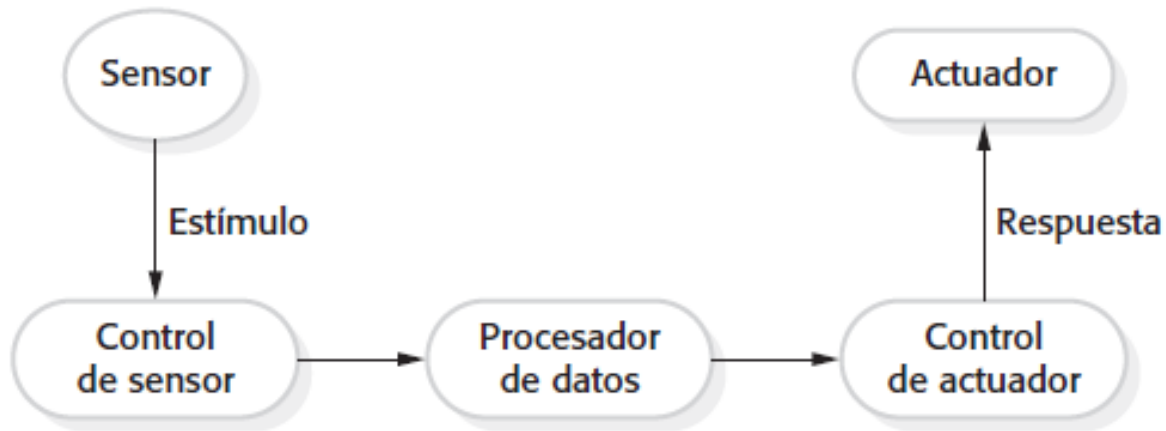 Sensor
Actuador
Estímulo
Respuesta
Control
de sensor
Procesador
de datos
Control
de actuador